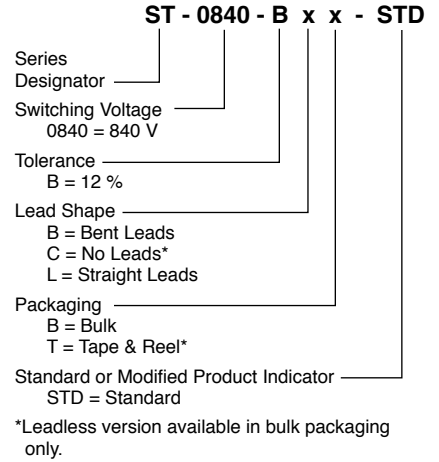 ST - 0840 - B x x - STD
Series
Designator
Switching Voltage
0840 = 840 V
Tolerance
B = 12 %
Lead Shape
B = Bent Leads
C = No Leads*
L = Straight Leads
Packaging
B = Bulk
T = Tape & Reel*
Standard or Modified Product Indicator
STD = Standard
*Leadless version available in bulk packaging
only.